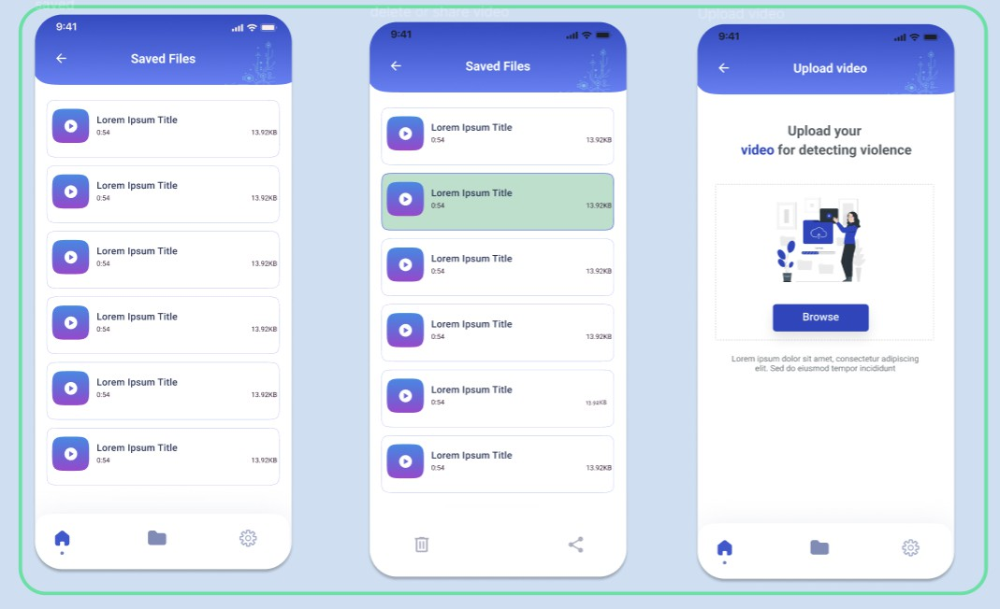 saved
9:41
Saved Files
Lorem Ipsum Title
0:54
13.92KB
Lorem Ipsum Title
0:54
13.92KB
Lorem Ipsum Title
0:54
13.92KB
Lorem Ipsum Title
0:54
13.92KB
Lorem Ipsum Title
0:54
13.92KB
Lorem Ipsum Title
0:54
13.92KB
delete or share video
9:41
Saved Files
Lorem Ipsum Title
0:54
13.92KB
Lorem Ipsum Title
0:54
13.92KB
Lorem Ipsum Title
0:54
13.92KB
Lorem Ipsum Title
0:54
13.92KB
Lorem Ipsum Title
0:54
13.92KB
Lorem Ipsum Title
0:54
13.92KB
Upload video
9:41
Upload video
Upload your
video for detecting violence
Browse
Lorem ipsum dolor sit amet, consectetur adipiscing
elit. Sed do eiusmod tempor incididunt